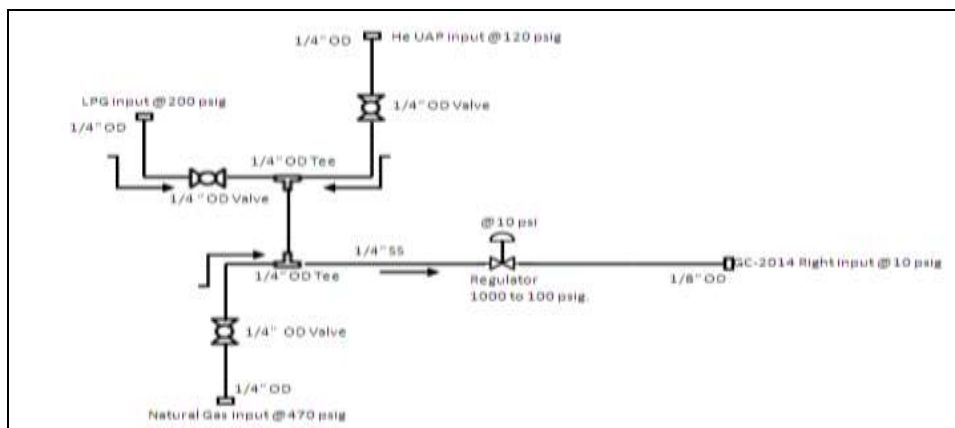 1/4" OD
He UAP input @120 psig
LPG input @200 psig
1/4" OD
1/4" OD Valve
1/4" OD Tee
1/4" OD Valve
@10 psi
1/4" SS
1/4" OD Tee
GC-2014 Right input @ 10 psig
Regulator
1000 to 100 psig.
1/8" OD
1/4" OD Valve
1/4" OD
Natural Gas input @470 psig